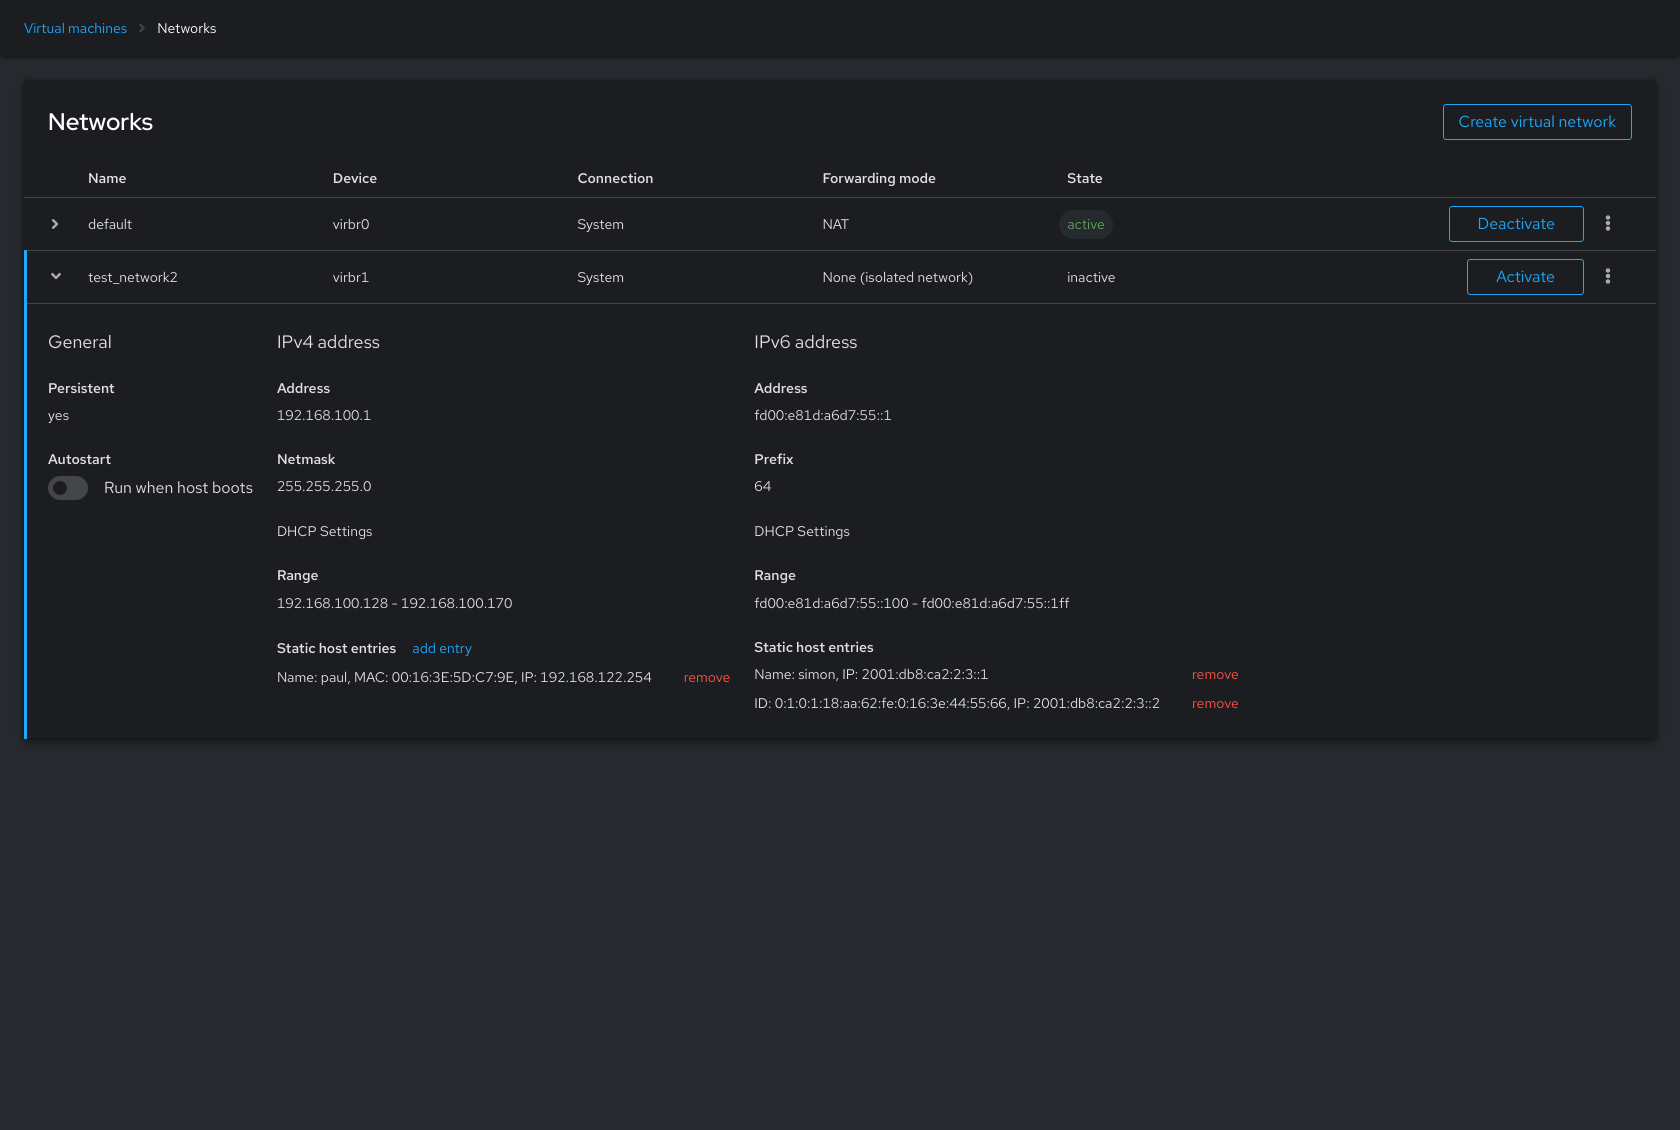 Virtual machines > Networks
Networks
Create virtual network
Name Device Connection Forwarding mode State
default virbr0 System NAT active Deactivate
test_network2 virbr1 System None (isolated network) inactive Activate
General
Persistent
yes
Autostart
Run when host boots
IPv4 address
Address
192.168.100.1
Netmask
255.255.255.0
DHCP Settings
Range
192.168.100.128 - 192.168.100.170
Static host entries add entry
Name: paul, MAC: 00:16:3E:5D:C7:9E, IP: 192.168.122.254 remove
IPv6 address
Address
fd00:e81d:a6d7:55::1
Prefix
64
DHCP Settings
Range
fd00:e81d:a6d7:55::100 - fd00:e81d:a6d7:55::1ff
Static host entries
Name: simon, IP: 2001:db8:ca2:2:3::1 remove
ID: 0:1:0:1:18:aa:62:fe:0:16:3e:44:55:66, IP: 2001:db8:ca2:2:3::2 remove